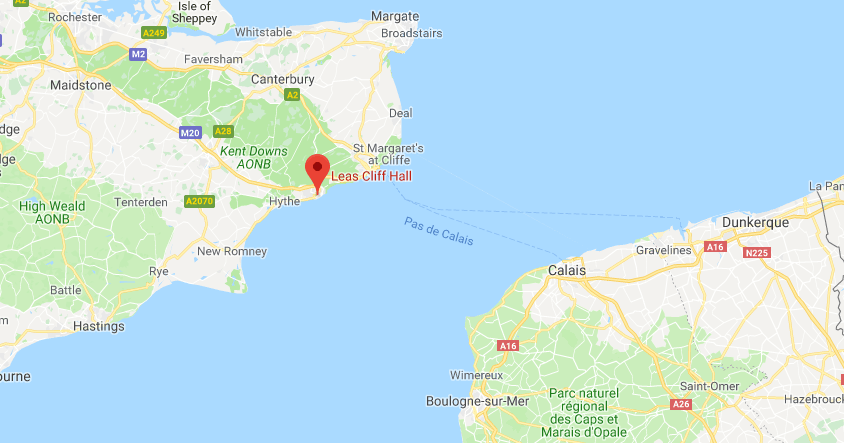 A2
Rochester
Isle of
Sheppey
Margate
A249
Whitstable
Broadstairs
M2
Faversham
Maidstone
Canterbury
A2
Deal
M20
A28
St Margaret's
at Cliffe
Kent Downs
AONB
Leas Cliff Hall
High Weald
AONB
Tenterden
A2070
Hythe
La Pan
Pas de Calais
Dunkerque
New Romney
Gravelines
A16
N225
Rye
Calais
Battle
Hastings
A16
Wimereux
Boulogne-sur-Mer
Parc naturel
régional
des Caps et
Marais d'Opale
Saint-Omer
A26
Hazebrouck
ourne